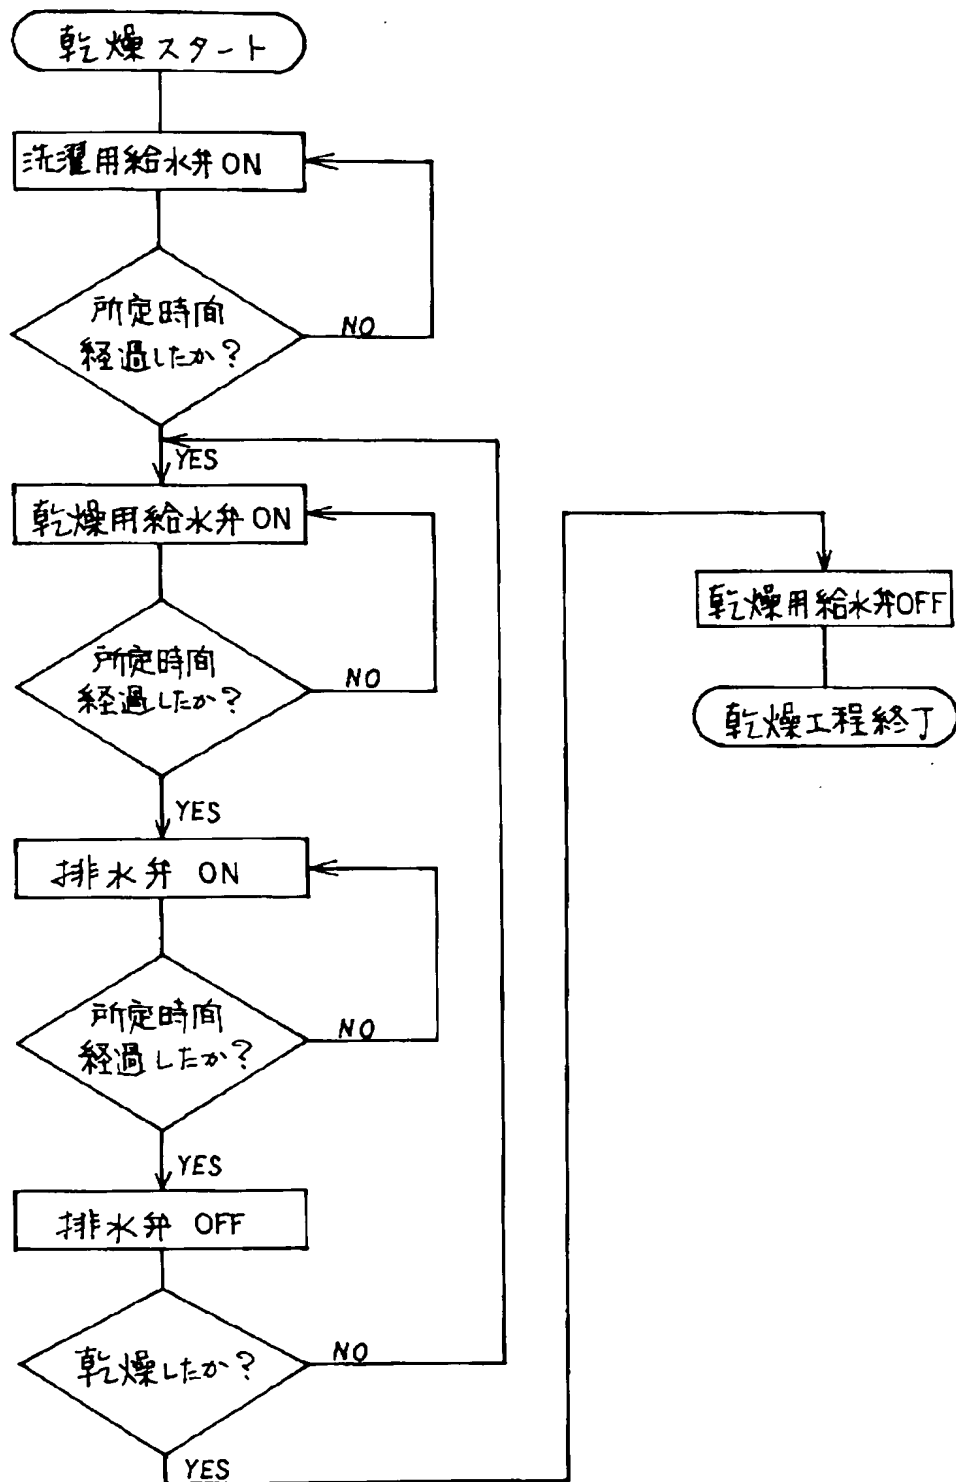 乾燥スタート
洗濯用給水弁ON
所定時間
経過したか?
NO
YES
乾燥用給水弁ON
所定時間
経過したか?
NO
YES
排水弁 ON
所定時間
経過したか?
NO
YES
排水弁 OFF
乾燥したか?
NO
YES
乾燥用給水弁OFF
乾燥工程終了